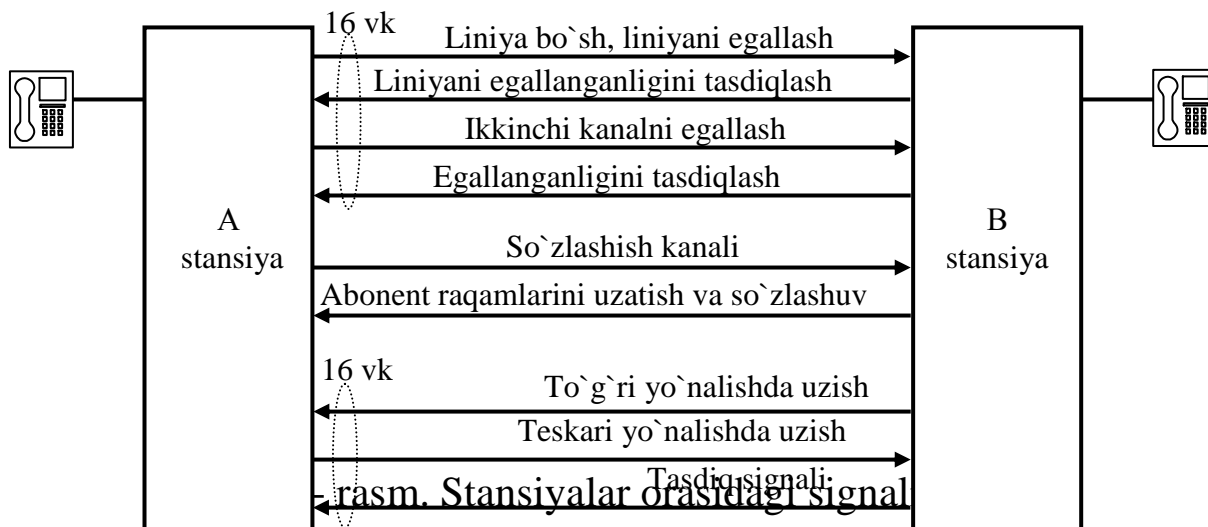 16 vk
Liniya bo`sh, liniyani egallash
Liniyani egallanganligini tasdiqlash
Ikkinchi kanalni egallash
Egallanganligini tasdiqlash
A
stansiya
B
stansiya
So`zlashish kanali
Abonent raqamlarini uzatish va so`zlashuv
16 vk
To`g`ri yo`nalishda uzish
Teskari yo`nalishda uzish
Tasdiq signali
- rasm. Stansiyalar orasidagi signal